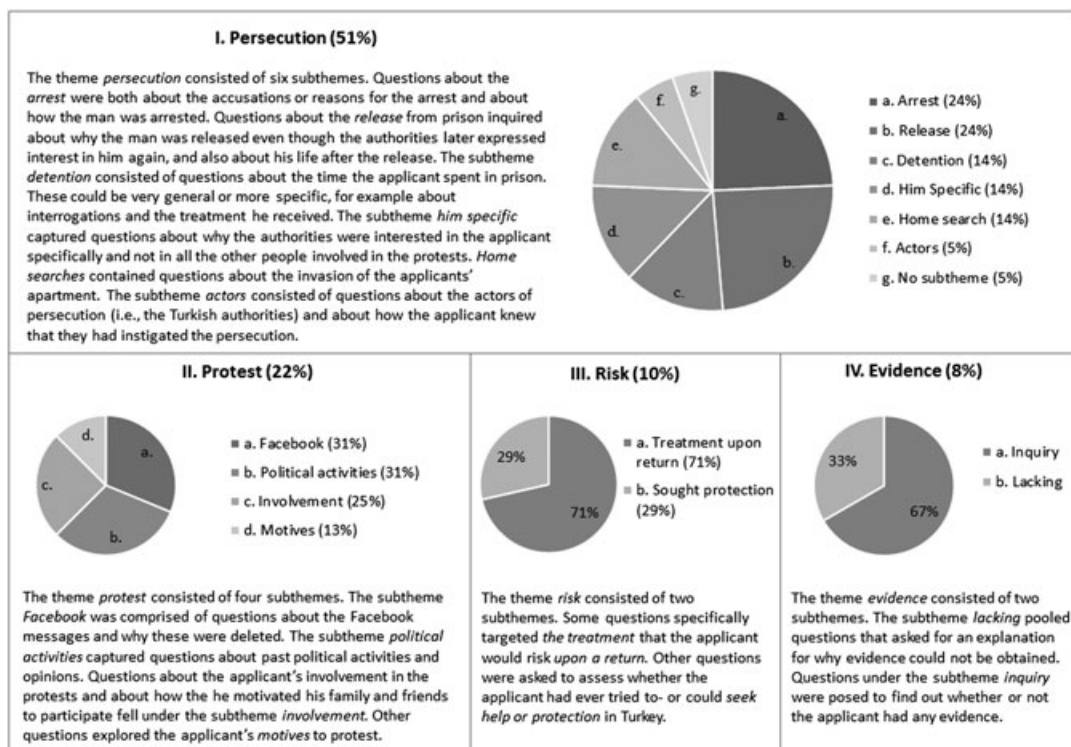 I. Persecution (51%)
The theme persecution consisted of six subthemes. Questions about the
arrest were both about the accusations or reasons for the arrest and about
how the man was arrested. Questions about the release from prison inquired
about why the man was released even though the authorities later expressed
interest in him again, and also about his life after the release. The subtheme
detention consisted of questions about the time the applicant spent in prison.
These could be very general or more specific, for example about
interrogations and the treatment he received. The subtheme him specific
captured questions about why the authorities were interested in the applicant
specifically and not in all the other people involved in the protests. Home
searches contained questions about the invasion of the applicants’
apartment. The subtheme actors consisted of questions about the actors of
persecution (i.e., the Turkish authorities) and about how the applicant knew
that they had instigated the persecution.
a.
b.
c.
d.
e.
f.
g.
a. Arrest (24%)
b. Release (24%)
c. Detention (14%)
d. Him Specific (14%)
e. Home search (14%)
f. Actors (5%)
g. No subtheme (5%)
II. Protest (22%)
a.
b.
c.
d.
a. Facebook (31%)
b. Political activities (31%)
c. Involvement (25%)
d. Motives (13%)
The theme protest consisted of four subthemes. The subtheme
Facebook was comprised of questions about the Facebook
messages and why these were deleted. The subtheme political
activities captured questions about past political activities and
opinions. Questions about the applicant’s involvement in the
protests and about how the he motivated his family and friends
to participate fell under the subtheme involvement. Other
questions explored the applicant’s motives to protest.
III. Risk (10%)
29%
71%
a. Treatment upon
return (71%)
b. Sought protection
(29%)
The theme risk consisted of two
subthemes. Some questions specifically
targeted the treatment that the applicant
would risk upon a return. Other questions
were asked to assess whether the
applicant had ever tried to- or could seek
help or protection in Turkey.
IV. Evidence (8%)
33%
67%
a. Inquiry
b. Lacking
The theme evidence consisted of two
subthemes. The subtheme lacking pooled
questions that asked for an explanation
for why evidence could not be obtained.
Questions under the subtheme inquiry
were posed to find out whether or not
the applicant had any evidence.